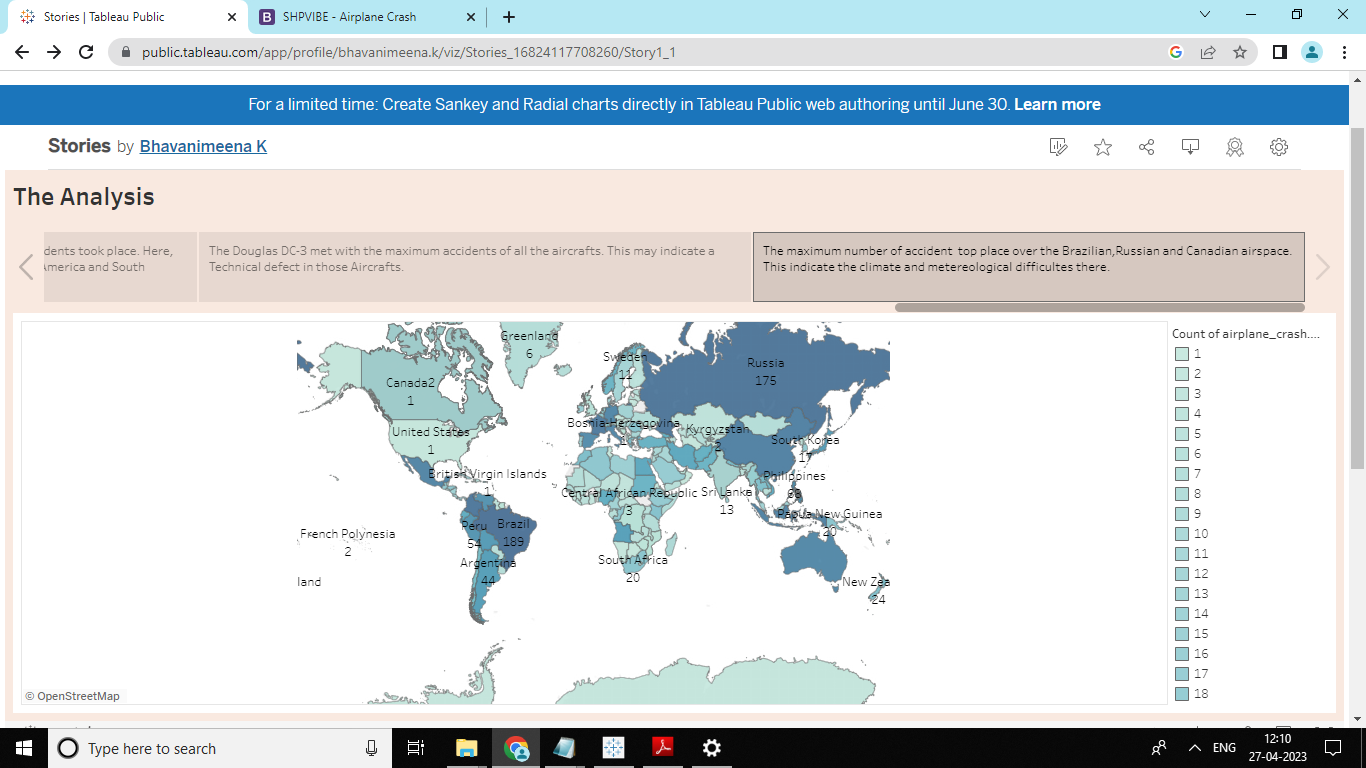 Stories | Tableau Public
SHPVIBE - Airplane Crash
public.tableau.com/app/profile/bhavanimeena.k/viz/Stories_16824117708260/Story1_1
For a limited time: Create Sankey and Radial charts directly in Tableau Public web authoring until June 30. Learn more
Stories by Bhavanimeena K
The Analysis
dents took place. Here,
America and South
The Douglas DC-3 met with the maximum accidents of all the aircrafts. This may indicate a
Technical defect in those Aircrafts.
The maximum number of accident top place over the Brazilian,Russian and Canadian airspace.
This indicate the climate and metereological difficultes there.
Greenland
6
Sweden
11
Russia
175
Canada2
1
United States
1
Bosnia-Herzegovina
1
Kyrgyzstan
2
South Korea
17
British Virgin Islands
1
Central African Republic
3
Sri Lanka
13
Philippines
Papua New Guinea
20
French Polynesia
2
Peru
54
Brazil
189
Argentina
44
South Africa
20
land
New Zea
24
© OpenStreetMap
Count of airplane_crash....
1
2
3
4
5
6
7
8
9
10
11
12
13
14
15
16
17
18
Type here to search
ENG
12:10
27-04-2023